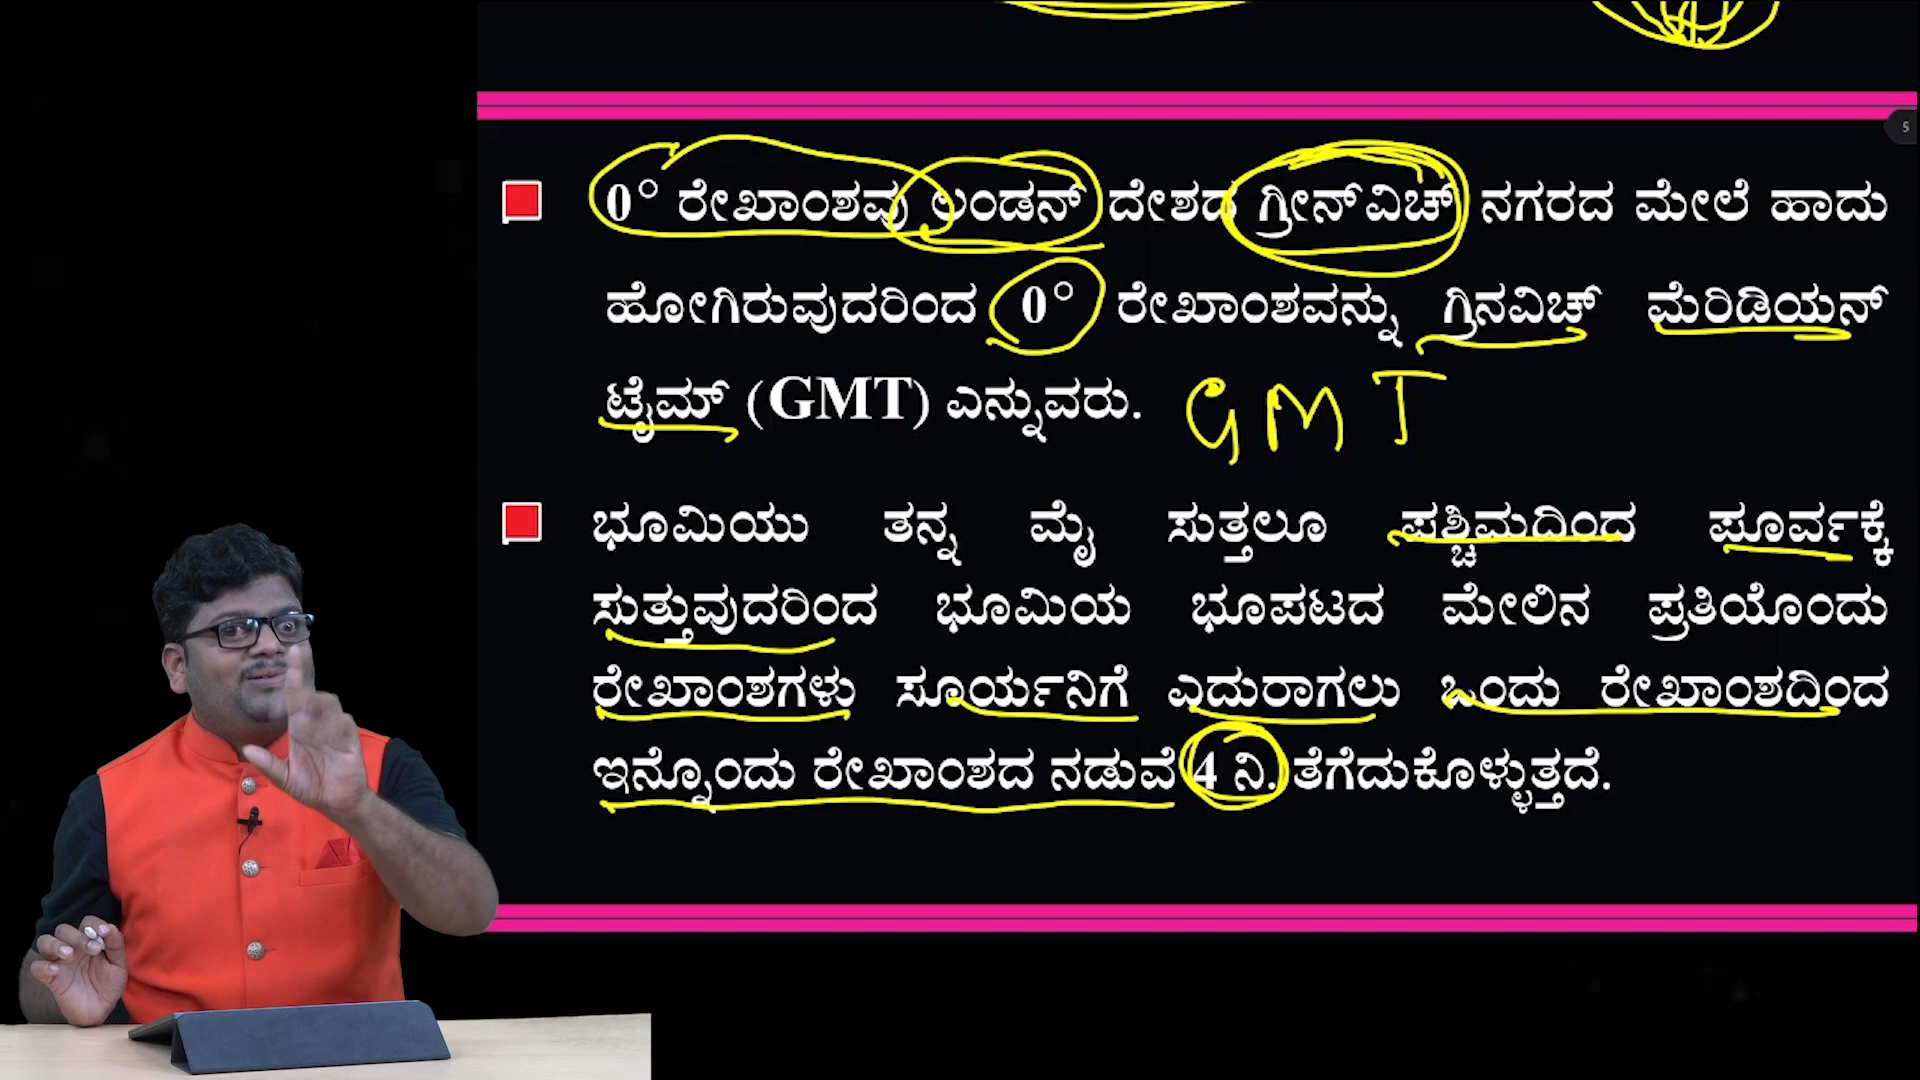 5
0° ರೇಖಾಂಶವು ಲಂಡನ್ ದೇಶದ ಗ್ರೀನ್‌ವಿಚ್ ನಗರದ ಮೇಲೆ ಹಾದು
ಹೋಗಿರುವುದರಿಂದ 0° ರೇಖಾಂಶವನ್ನು ಗ್ರಿನವಿಚ್ ಮೆರಿಡಿಯನ್
ಟೈಮ್ (GMT) ಎನ್ನುವರು. GMT
ಭೂಮಿಯು ತನ್ನ ಮೈ ಸುತ್ತಲೂ ಪಶ್ಚಿಮದಿಂದ ಪೂರ್ವಕ್ಕೆ
ಸುತ್ತುವುದರಿಂದ ಭೂಮಿಯ ಭೂಪಟದ ಮೇಲಿನ ಪ್ರತಿಯೊಂದು
ರೇಖಾಂಶಗಳು ಸೂರ್ಯನಿಗೆ ಎದುರಾಗಲು ಒಂದು ರೇಖಾಂಶದಿಂದ
ಇನ್ನೊಂದು ರೇಖಾಂಶದ ನಡುವೆ 4 ನಿ. ತೆಗೆದುಕೊಳ್ಳುತ್ತದೆ.